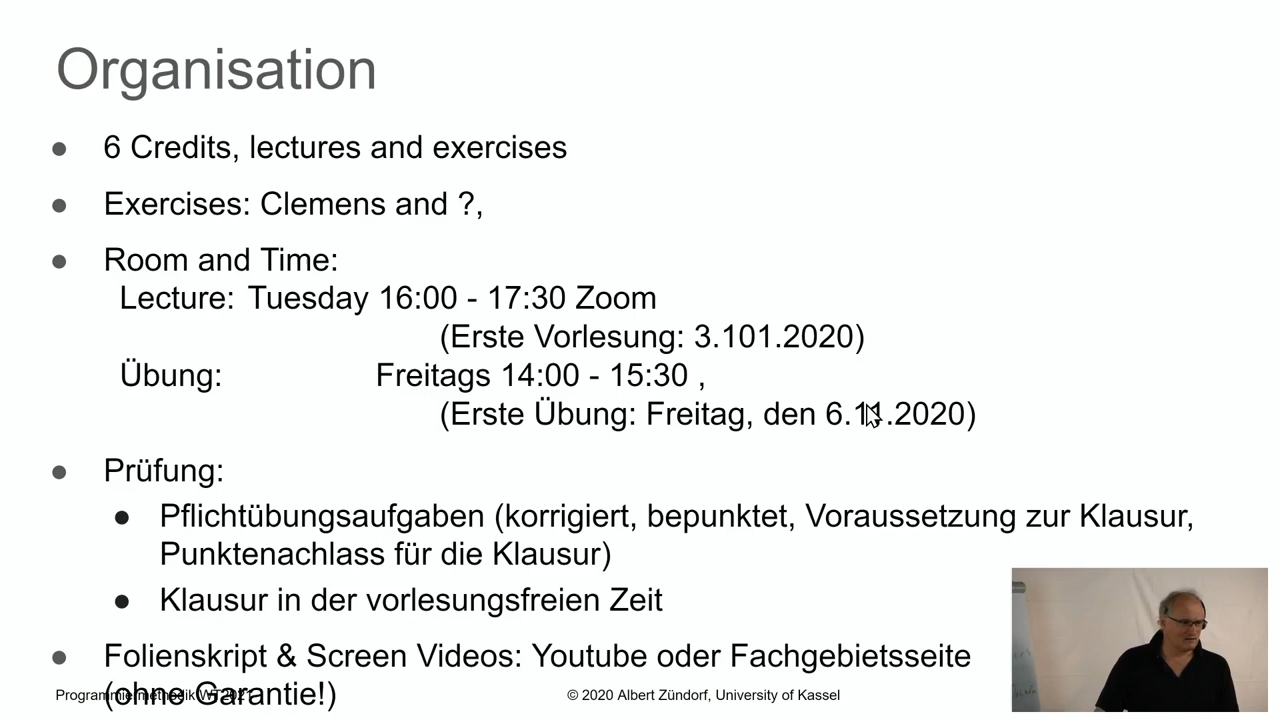 Organisation
6 Credits, lectures and exercises
Exercises: Clemens and ?,
Room and Time:
Lecture: Tuesday 16:00 - 17:30 Zoom
(Erste Vorlesung: 3.101.2020)
Übung: Freitags 14:00 - 15:30 ,
(Erste Übung: Freitag, den 6.11.2020)
Prüfung:
Pflichtübungsaufgaben (korrigiert, bepunktet, Voraussetzung zur Klausur,
Punktenachlass für die Klausur)
Klausur in der vorlesungsfreien Zeit
Folienskript & Screen Videos: Youtube oder Fachgebietsseite
(ohne Garantie!)
Programmiermethodik WT2021
© 2020 Albert Zündorf, University of Kassel